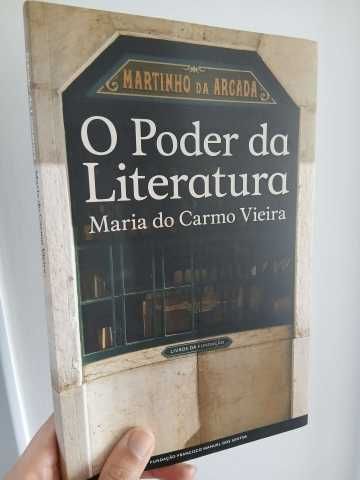 MARTINHO DA ARCADA
O Poder da
Literatura
Maria do Carmo Vieira
LIVROS DA FUNDAÇÃO
FUNDAÇÃO FRANCISCO MANUEL DOS SANTOS